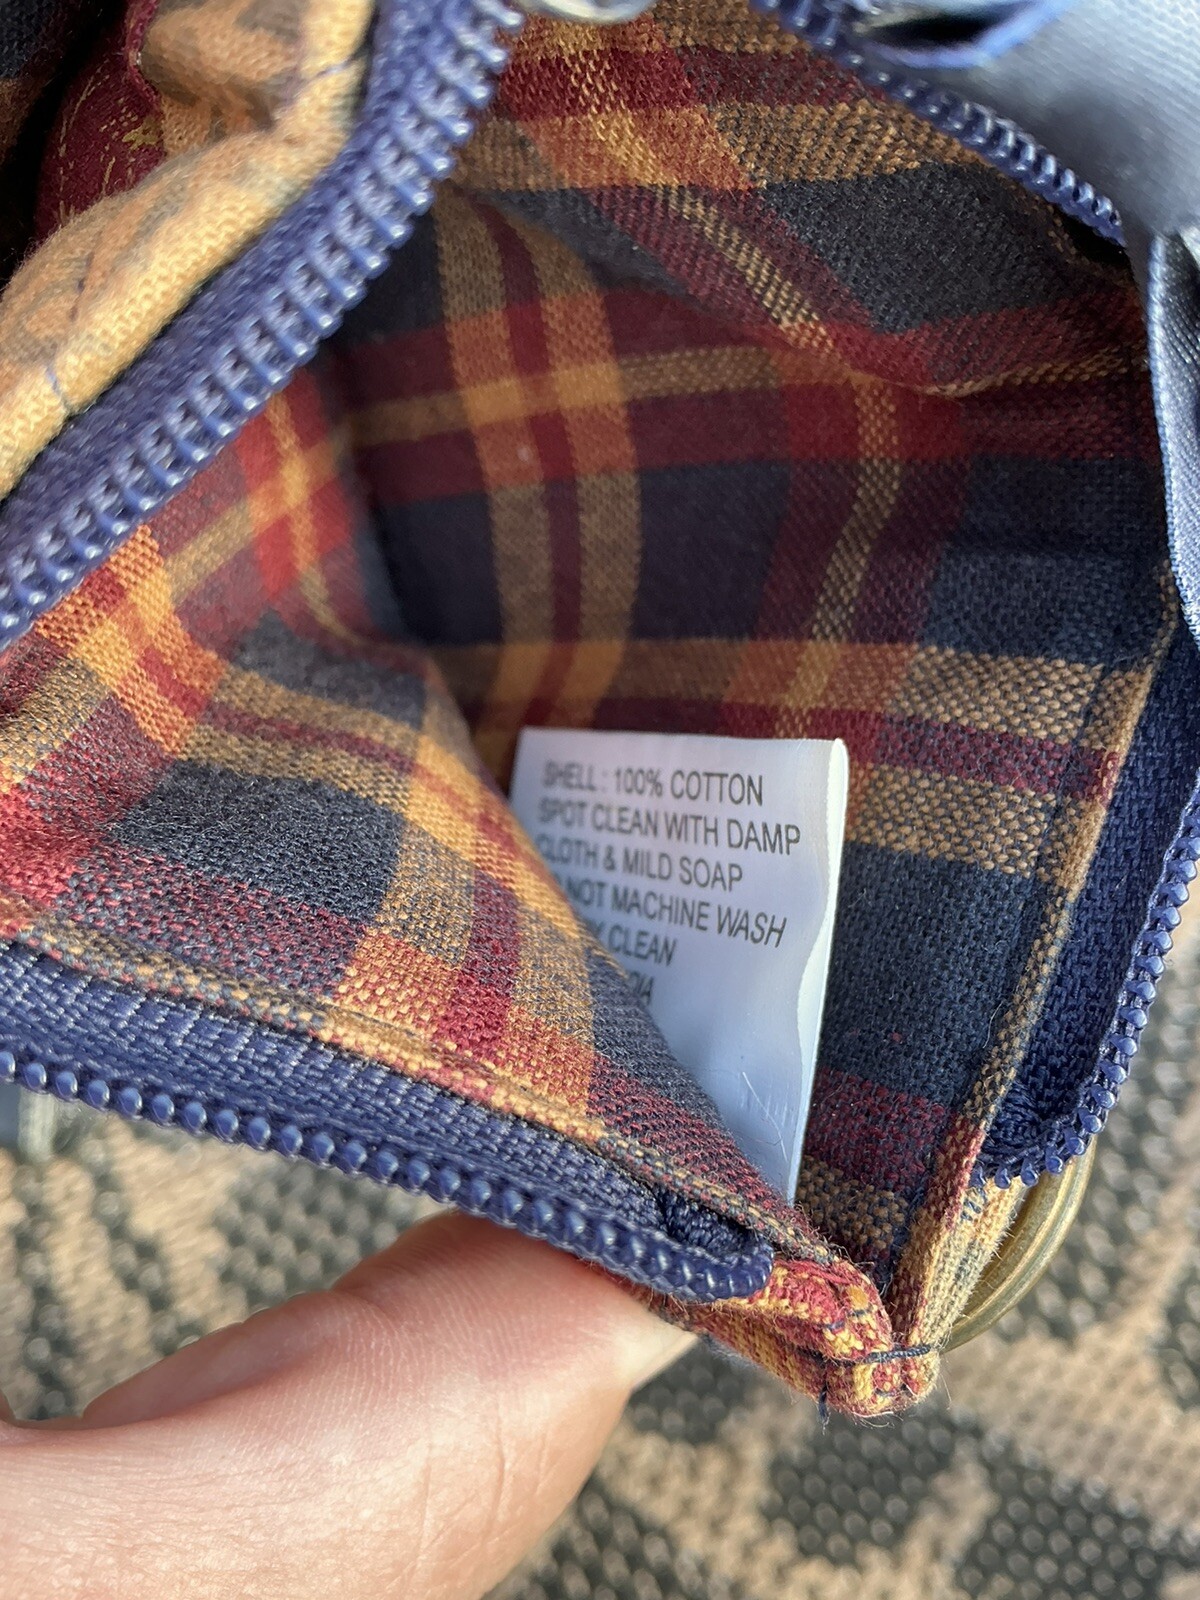 SHELL : 100% COTTON
SPOT CLEAN WITH DAMP
CLOTH & MILD SOAP
NOT MACHINE WASH
CLEAN